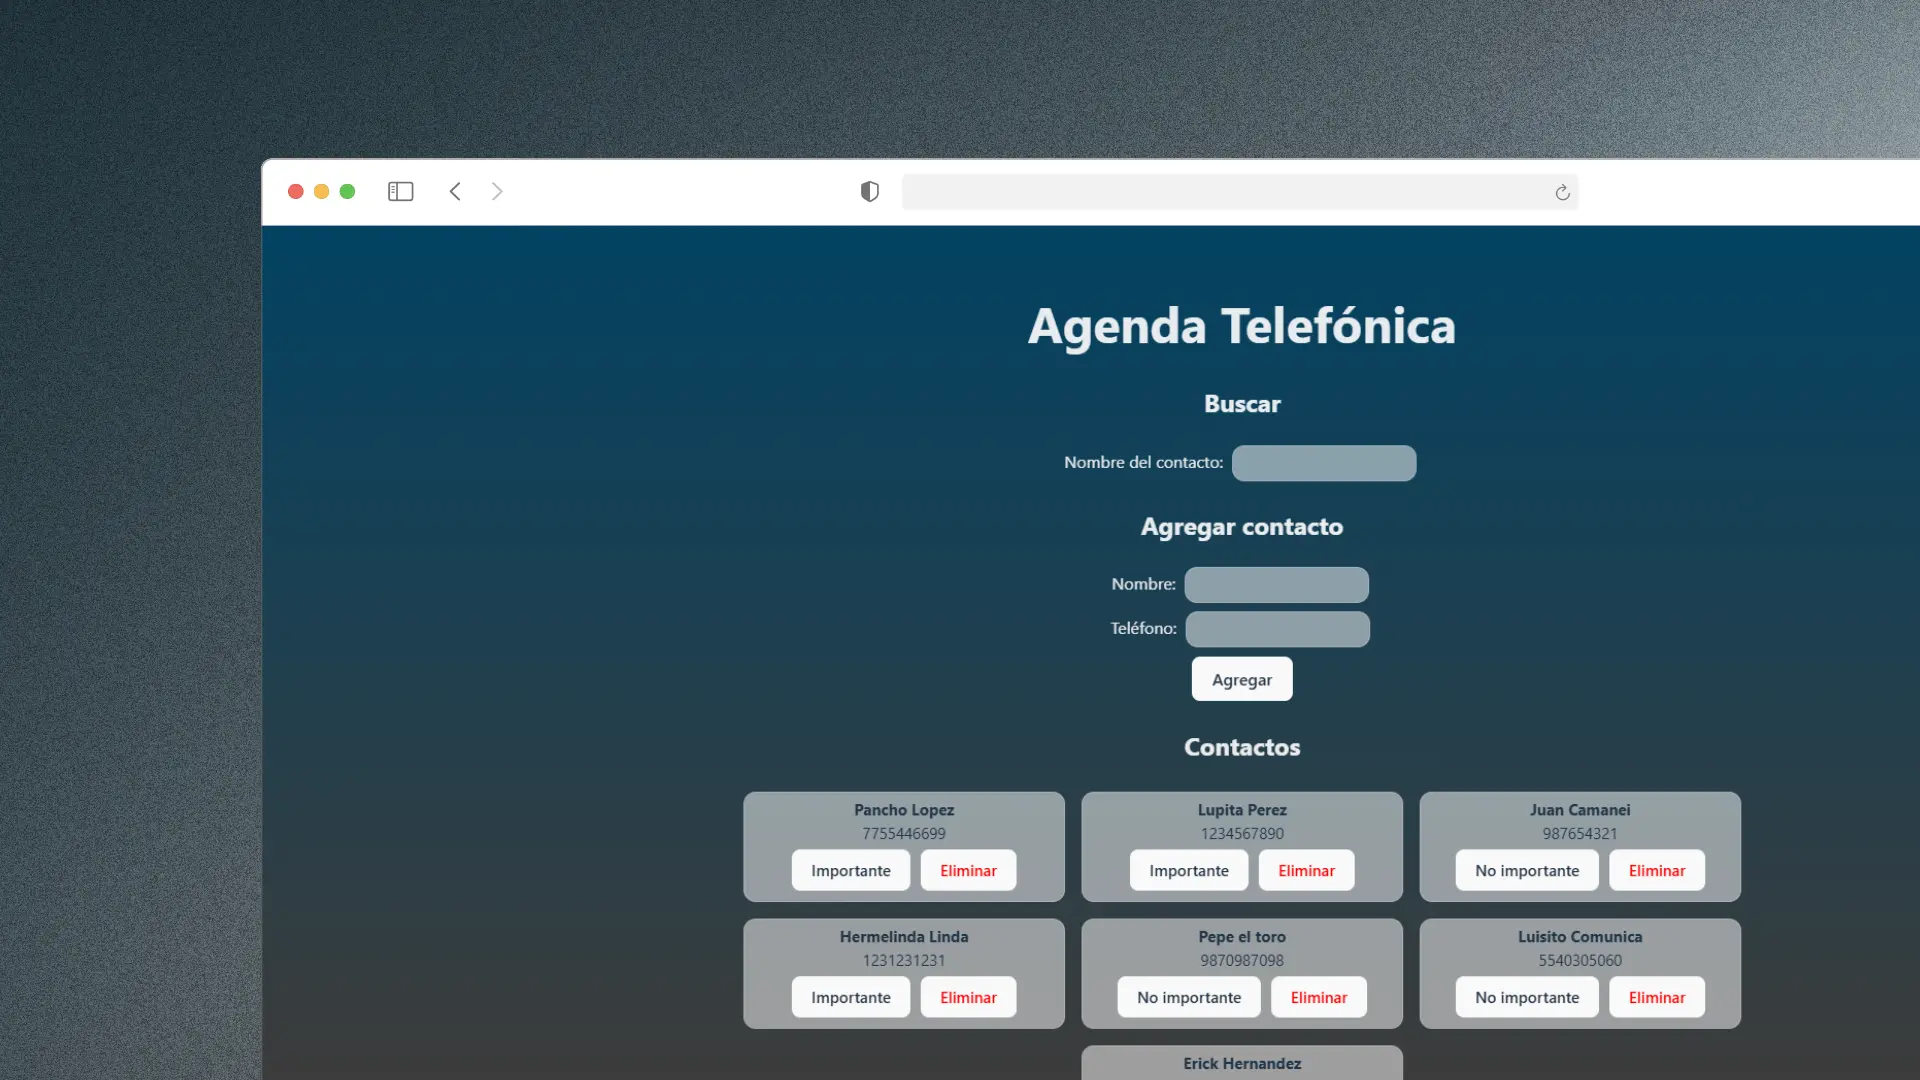 Agenda Telefónica
Buscar
Nombre del contacto:
Agregar contacto
Nombre:
Teléfono:
Agregar
Contactos
Pancho Lopez
7755446699
Importante Eliminar
Lupita Perez
1234567890
Importante Eliminar
Juan Camanei
987654321
No importante Eliminar
Hermelinda Linda
1231231231
Importante Eliminar
Pepe el toro
9870987098
No importante Eliminar
Luisito Comunica
5540305060
No importante Eliminar
Erick Hernandez